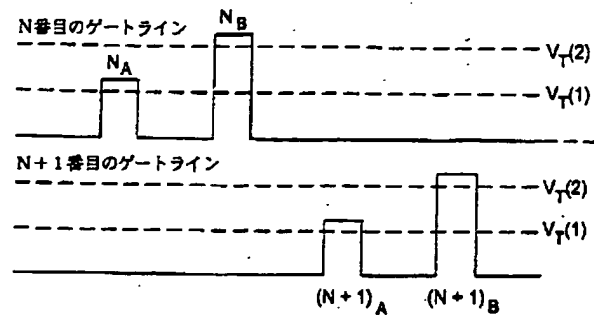 N番目のゲートライン
N_B
V_T(2)
N_A
V_T(1)
N+1番目のゲートライン
V_T(2)
V_T(1)
(N+1)_A (N+1)_B